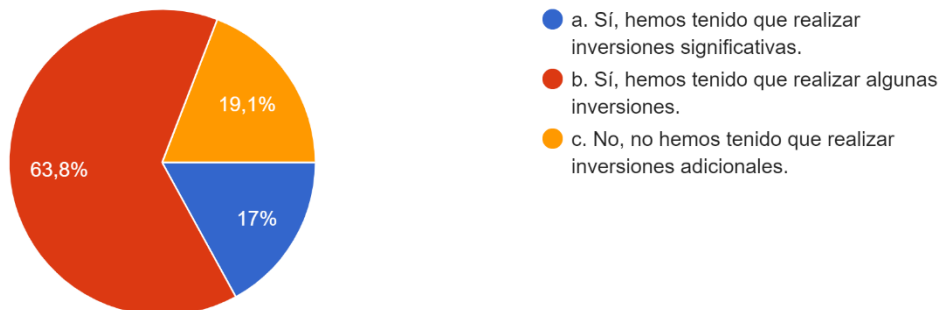 a. Sí, hemos tenido que realizar
inversiones significativas.
b. Sí, hemos tenido que realizar algunas
inversiones.
c. No, no hemos tenido que realizar
inversiones adicionales.
19,1%
63,8%
17%